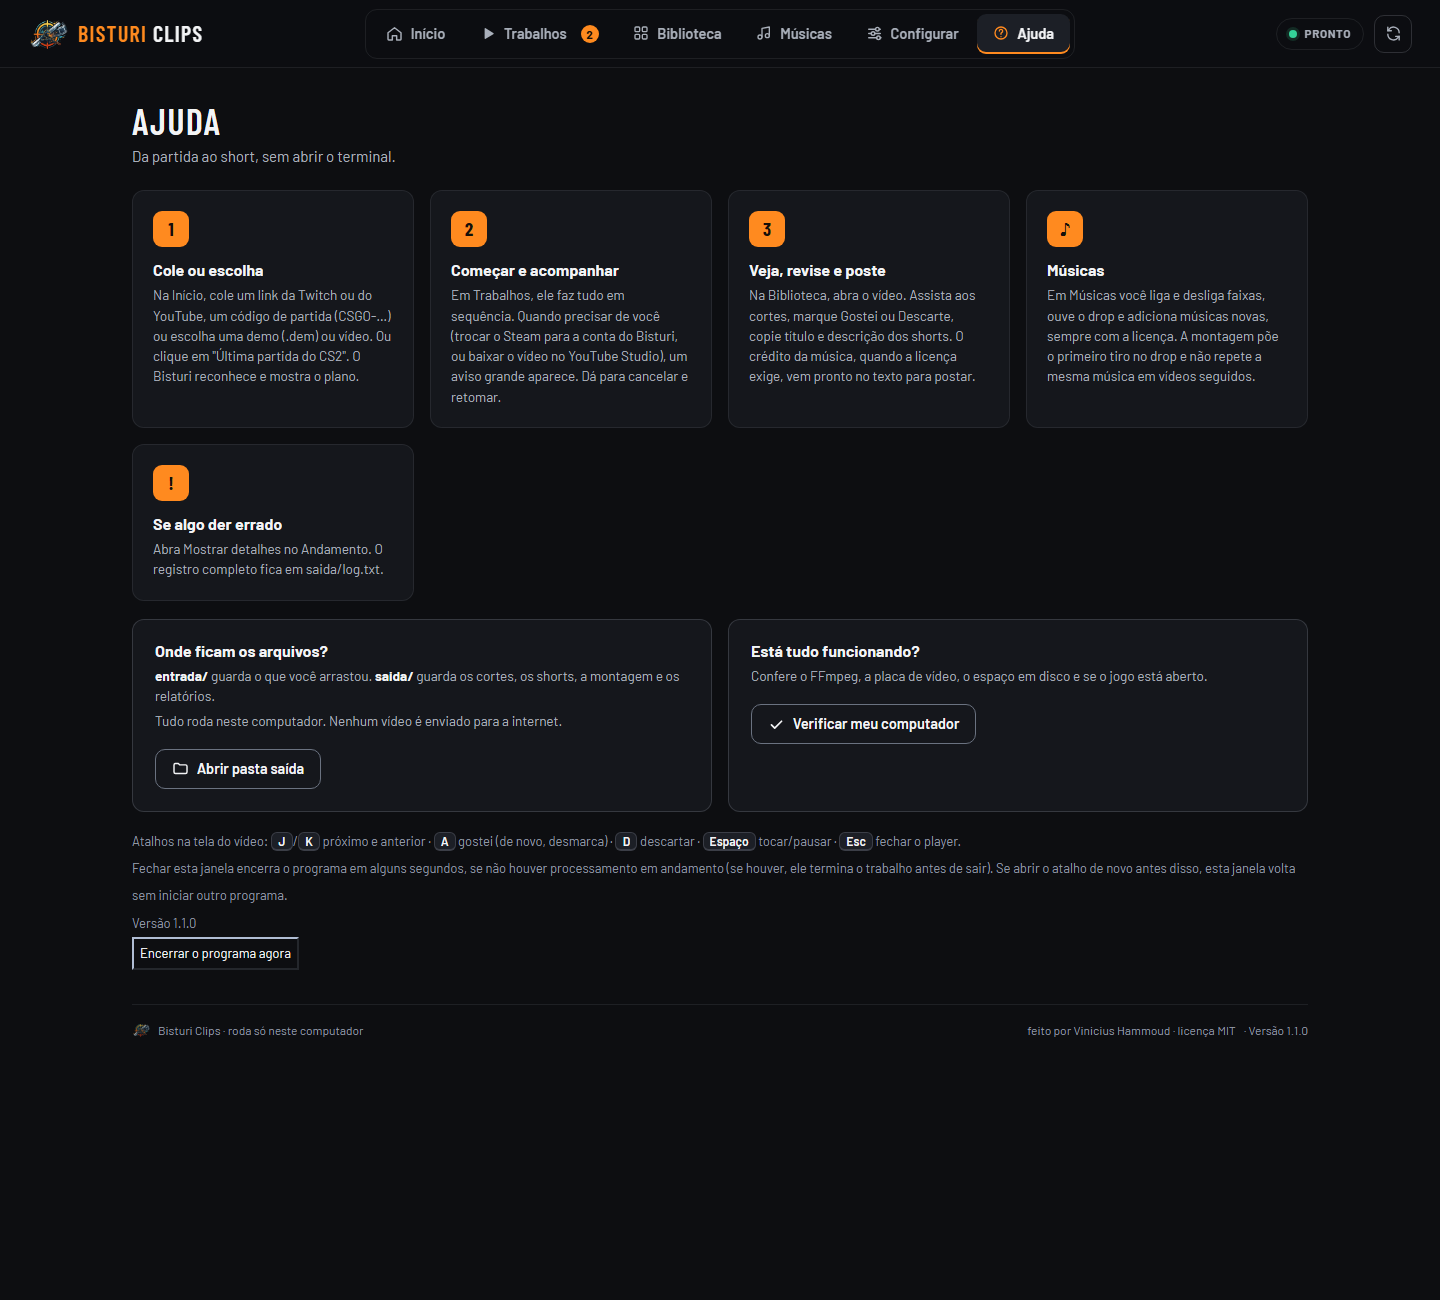 BISTURI CLIPS
Início
Trabalhos 2
Biblioteca
Músicas
Configurar
Ajuda
PRONTO
AJUDA
Da partida ao short, sem abrir o terminal.
1
Cole ou escolha
Na Início, cole um link da Twitch ou do
YouTube, um código de partida (CSGO-...)
ou escolha uma demo (.dem) ou vídeo. Ou
clique em "Última partida do CS2". O
Bisturi reconhece e mostra o plano.
2
Começar e acompanhar
Em Trabalhos, ele faz tudo em
sequência. Quando precisar de você
(trocar o Steam para a conta do Bisturi,
ou baixar o vídeo no YouTube Studio), um
aviso grande aparece. Dá para cancelar e
retomar.
3
Veja, revise e poste
Na Biblioteca, abra o vídeo. Assista aos
cortes, marque Gostei ou Descarte,
copie título e descrição dos shorts. O
crédito da música, quando a licença
exige, vem pronto no texto para postar.
♪
Músicas
Em Músicas você liga e desliga faixas,
ouve o drop e adiciona músicas novas,
sempre com a licença. A montagem põe
o primeiro tiro no drop e não repete a
mesma música em vídeos seguidos.
!
Se algo der errado
Abra Mostrar detalhes no Andamento. O
registro completo fica em saida/log.txt.
Onde ficam os arquivos?
entrada/ guarda o que você arrastou. saida/ guarda os cortes, os shorts, a montagem e os
relatórios.
Tudo roda neste computador. Nenhum vídeo é enviado para a internet.
Abrir pasta saída
Está tudo funcionando?
Confere o FFmpeg, a placa de vídeo, o espaço em disco e se o jogo está aberto.
Verificar meu computador
Atalhos na tela do vídeo: J/K próximo e anterior · A gostei (de novo, desmarca) · D descartar · Espaço tocar/pausar · Esc fechar o player.
Fechar esta janela encerra o programa em alguns segundos, se não houver processamento em andamento (se houver, ele termina o trabalho antes de sair). Se abrir o atalho de novo antes disso, esta janela volta
sem iniciar outro programa.
Versão 1.1.0
Encerrar o programa agora
Bisturi Clips · roda só neste computador
feito por Vinicius Hammoud · licença MIT · Versão 1.1.0